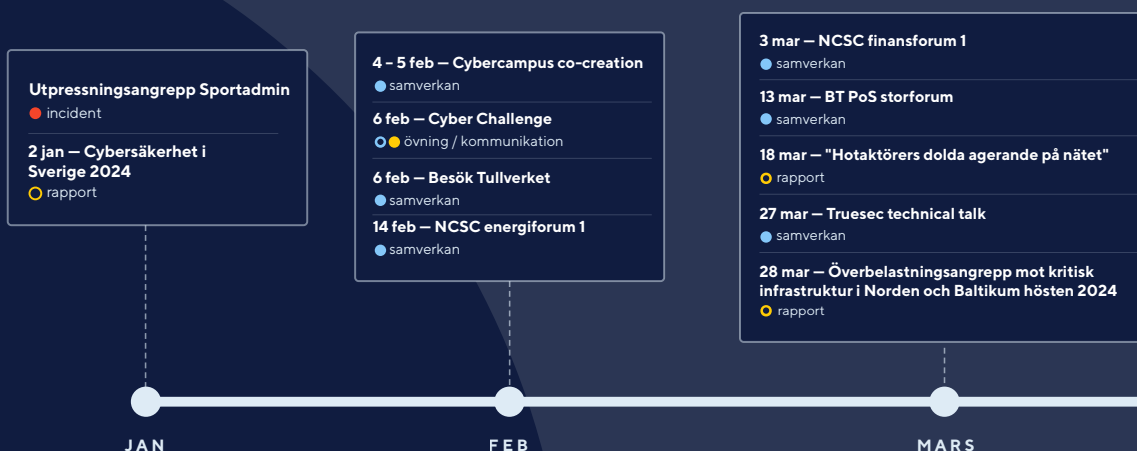 Utpressningsangrepp Sportadmin
incident
2 jan – Cybersäkerhet i
Sverige 2024
rapport
4 – 5 feb – Cybercampus co-creation
samverkan
6 feb – Cyber Challenge
övning / kommunikation
6 feb – Besök Tullverket
samverkan
14 feb – NCSC energiforum 1
samverkan
3 mar – NCSC finansforum 1
samverkan
13 mar – BT PoS storforum
samverkan
18 mar – "Hotaktörers dolda agerande på nätet"
rapport
27 mar – Truesec technical talk
samverkan
28 mar – Överbelastningsangrepp mot kritisk
infrastruktur i Norden och Baltikum hösten 2024
rapport
JAN
FEB
MARS